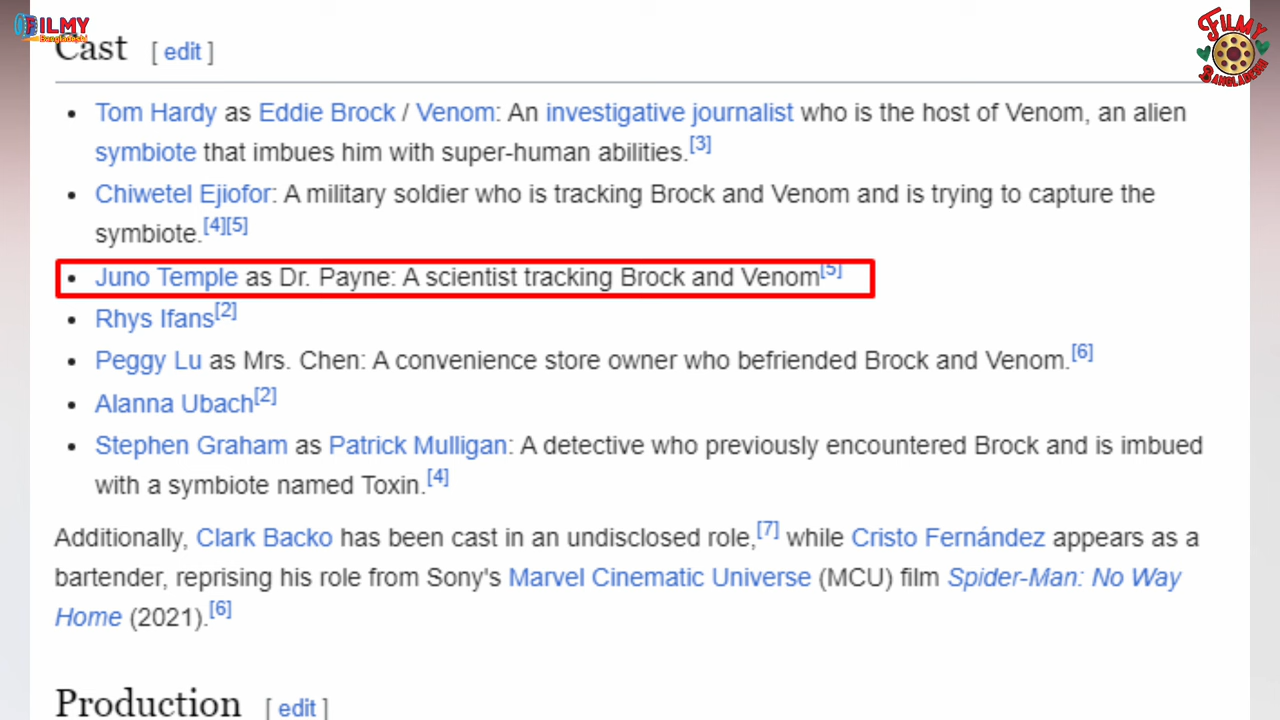 FILMY
Bangladeshi
FILMY
BANGLADESHI
Cast [ edit ]
• Tom Hardy as Eddie Brock / Venom: An investigative journalist who is the host of Venom, an alien
symbiote that imbues him with super-human abilities.[3]
• Chiwetel Ejiofor: A military soldier who is tracking Brock and Venom and is trying to capture the
symbiote.[4][5]
• Juno Temple as Dr. Payne: A scientist tracking Brock and Venom[5]
• Rhys Ifans[2]
• Peggy Lu as Mrs. Chen: A convenience store owner who befriended Brock and Venom.[6]
• Alanna Ubach[2]
• Stephen Graham as Patrick Mulligan: A detective who previously encountered Brock and is imbued
with a symbiote named Toxin.[4]
Additionally, Clark Backo has been cast in an undisclosed role,[7] while Cristo Fernández appears as a
bartender, reprising his role from Sony's Marvel Cinematic Universe (MCU) film Spider-Man: No Way
Home (2021).[6]
Production [ edit ]